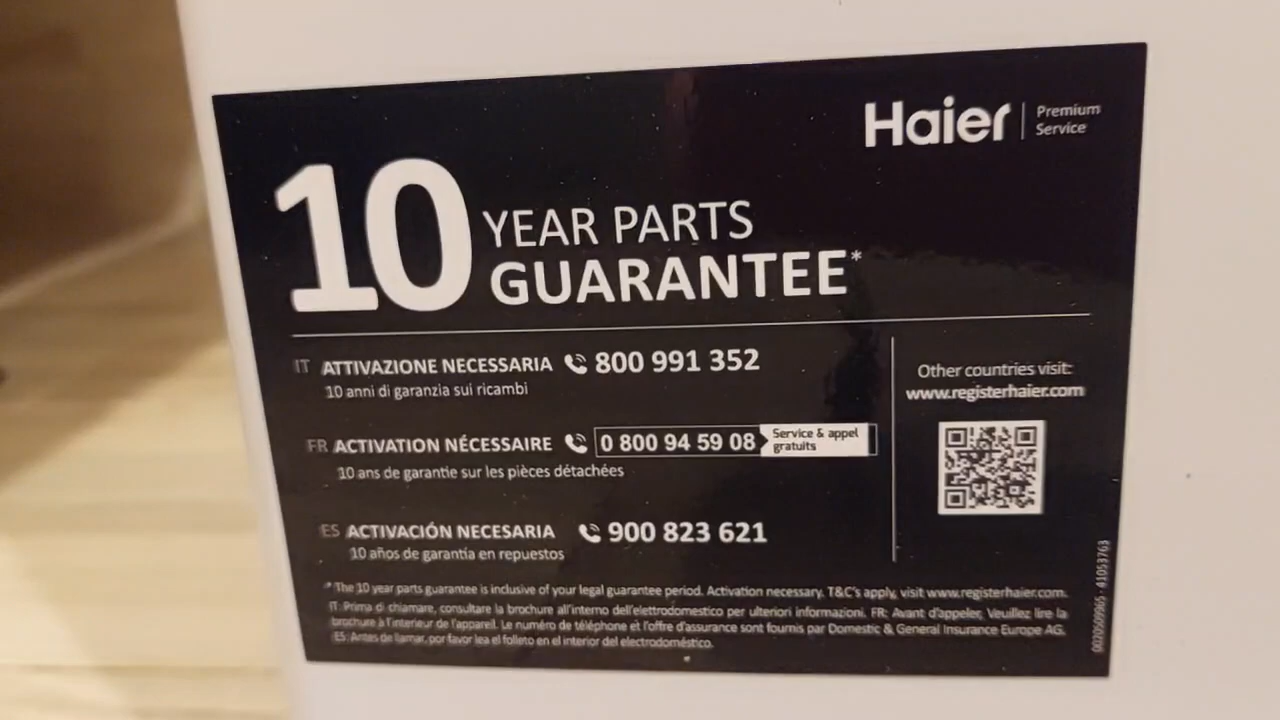 Haier | Premium Service
10 YEAR PARTS
GUARANTEE*
IT ATTIVAZIONE NECESSARIA 800 991 352
10 anni di garanzia sui ricambi
FR ACTIVATION NÉCESSAIRE 0 800 94 59 08 Service & appel gratuits
10 ans de garantie sur les pièces détachées
ES ACTIVACIÓN NECESARIA 900 823 621
10 años de garantía en repuestos
Other countries visit:
www.registerhaier.com
* The 10 year parts guarantee is inclusive of your legal guarantee period. Activation necessary. T&C's apply, visit www.registerhaier.com.
IT: Prima di chiamare, consultare la brochure all'interno dell'elettrodomestico per ulteriori informazioni. FR: Avant d'appeler, Veuillez lire la
brochure à l'interieur de l'appareil. Le numéro de téléphone et l'offre d'assurance sont fournis par Domestic & General Insurance Europe AG.
ES: Antes de llamar, por favor lea el folleto en el interior del electrodoméstico.
0020509965 - 41053763